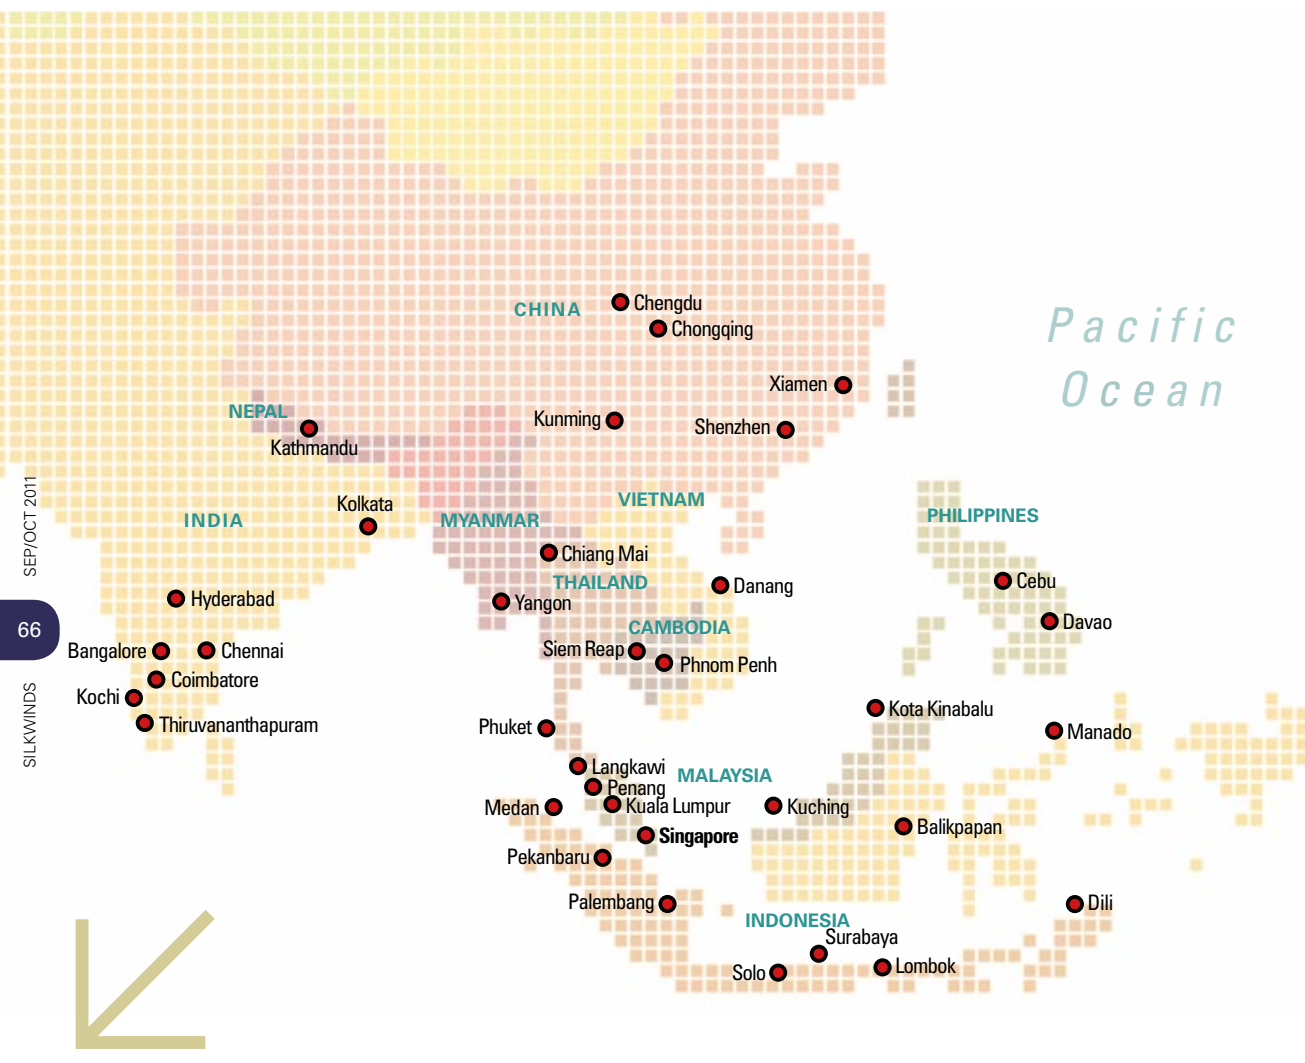 Pacific
Ocean
CHINA
Chengdu
Chongqing
Xiamen
NEPAL
Kathmandu
Kunming
Shenzhen
Kolkata
VIETNAM
INDIA
MYANMAR
PHILIPPINES
SEP/OCT 2011
Chiang Mai
THAILAND
Danang
Cebu
Hyderabad
Yangon
66
CAMBODIA
Davao
Bangalore
Chennai
Siem Reap
Phnom Penh
Coimbatore
Kochi
Thiruvananthapuram
SILKWINDS
Kota Kinabalu
Phuket
Manado
Langkawi
MALAYSIA
Penang
Medan
Kuala Lumpur
Kuching
Singapore
Balikpapan
Pekanbaru
Palembang
Dili
INDONESIA
Surabaya
Solo
Lombok